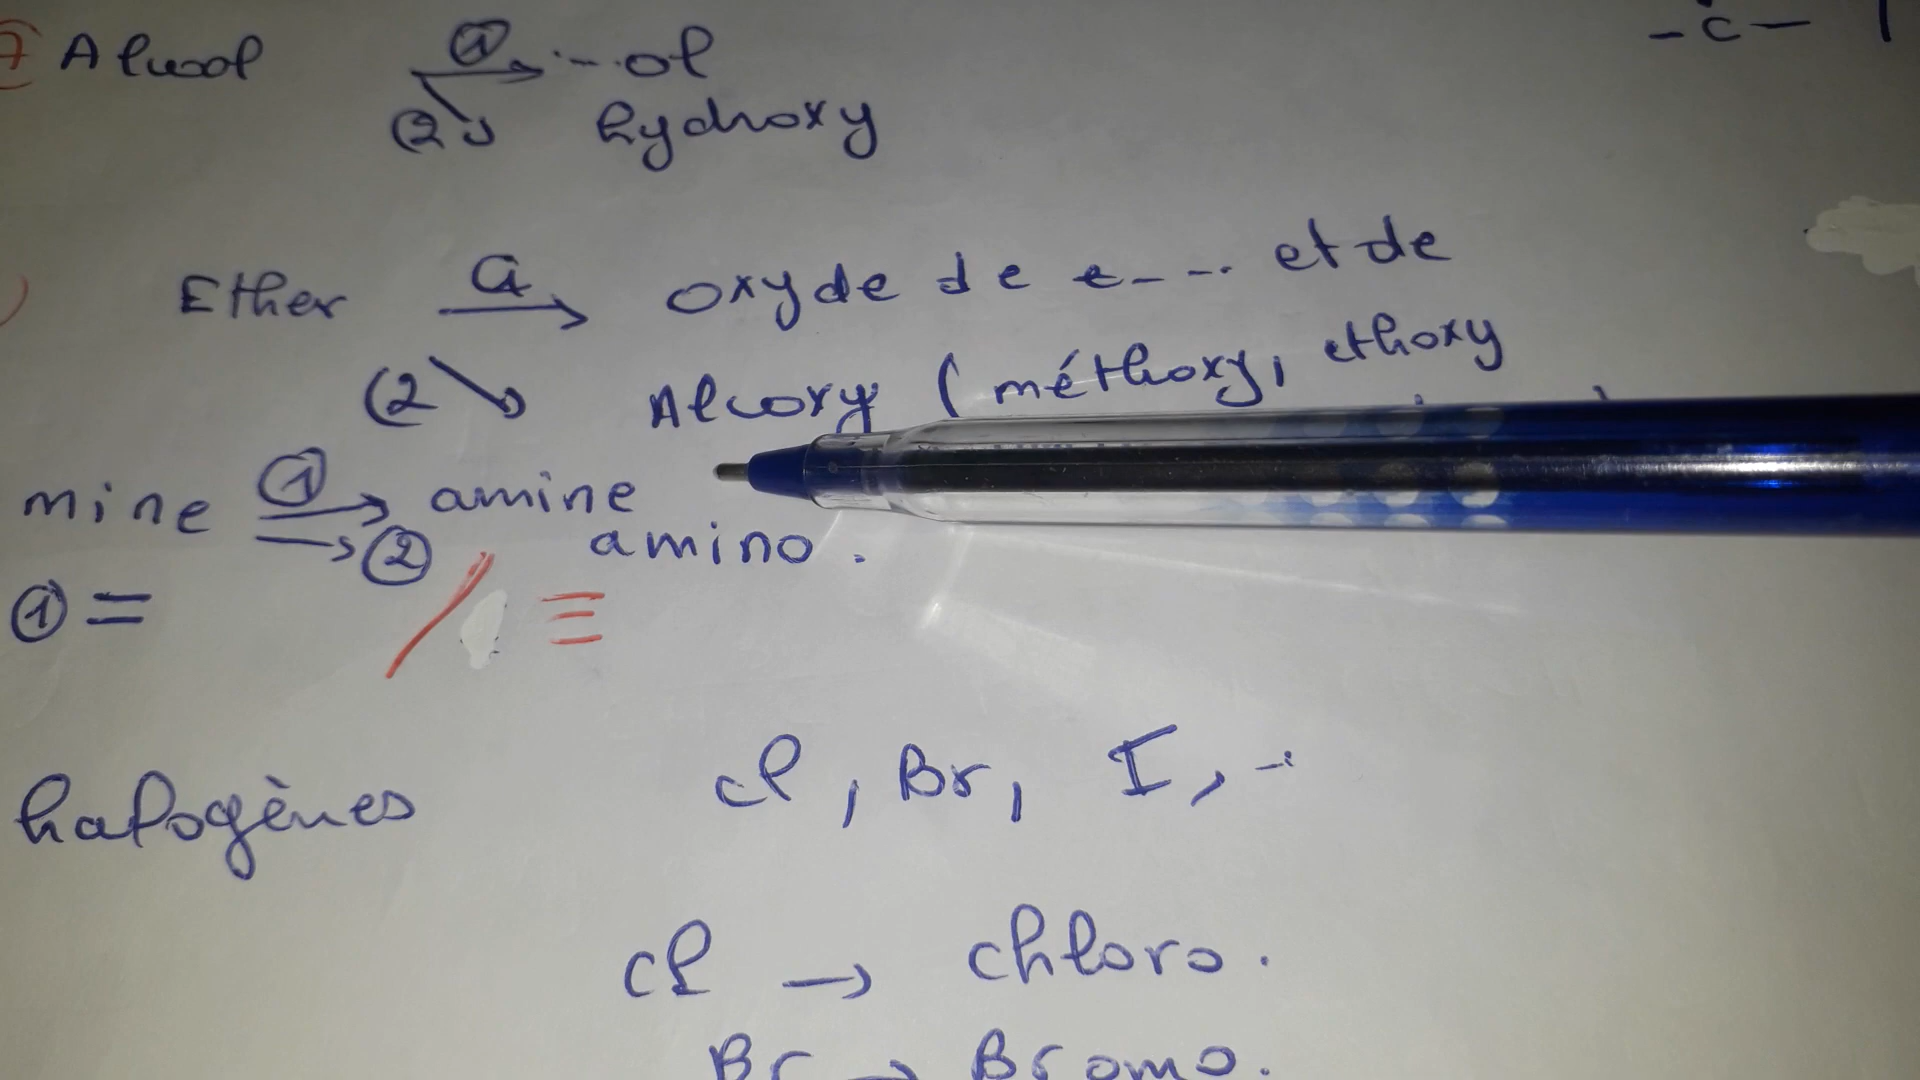 7 Alcool ① ...ol
(2 hydroxy
-C-
Ether → oxyde de e---- et de
(2 Alcoxy (méthoxy, ethoxy
mine ① → amine
→ ② amino.
① = / ≡
halogènes Cl, Br, I, ...
Cl → chloro.
Br → Bromo.